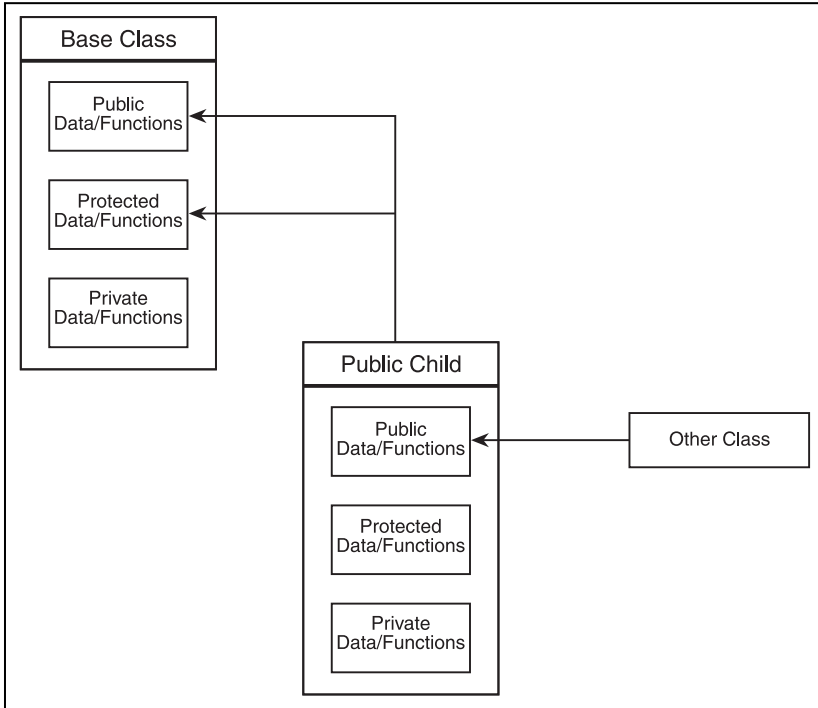 Base Class
Public
Data/Functions
Protected
Data/Functions
Private
Data/Functions
Public Child
Public
Data/Functions
Protected
Data/Functions
Private
Data/Functions
Other Class